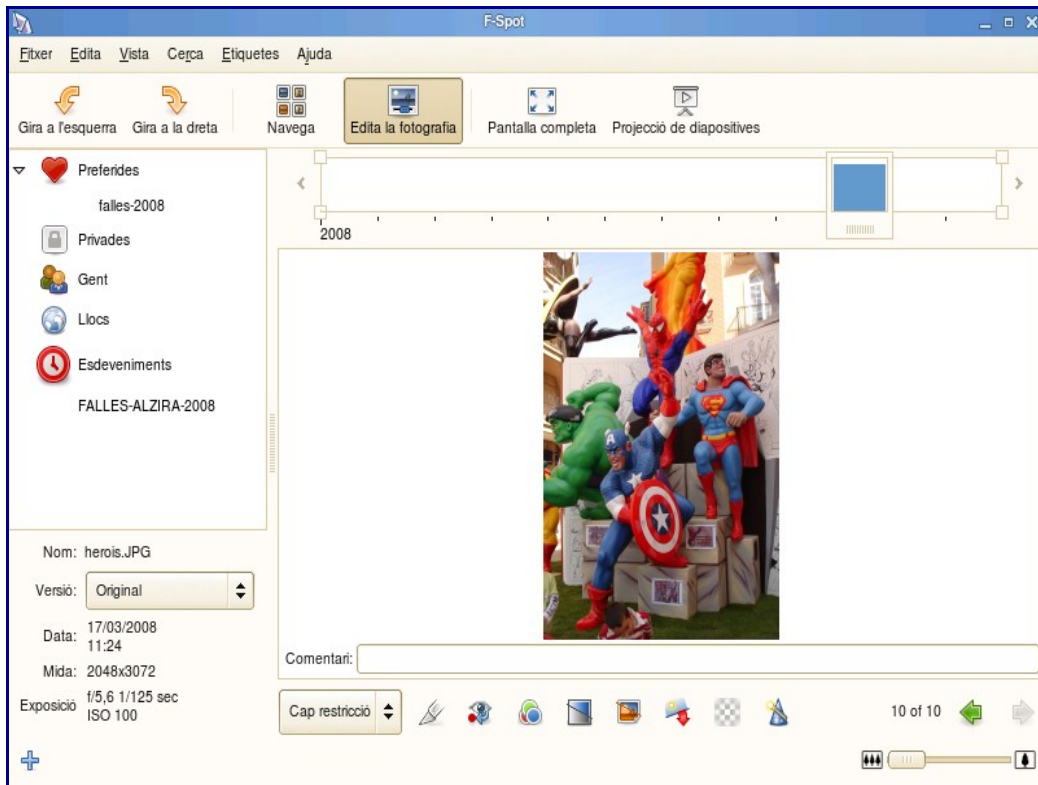 F-Spot
Fitxer Edita Vista Cerca Etiquetes Ajuda
Gira a l'esquerra Gira a la dreta Navega Edita la fotografia Pantalla completa Projecció de diapositives
Preferides
falles-2008
Privades
Gent
Llocs
Esdeveniments
FALLES-ALZIRA-2008
2008
A
S
Nom: herois.JPG
Versió: Original
Data: 17/03/2008
11:24
Mida: 2048x3072
Exposició f/5,6 1/125 sec
ISO 100
Comentari:
Cap restricció
10 of 10